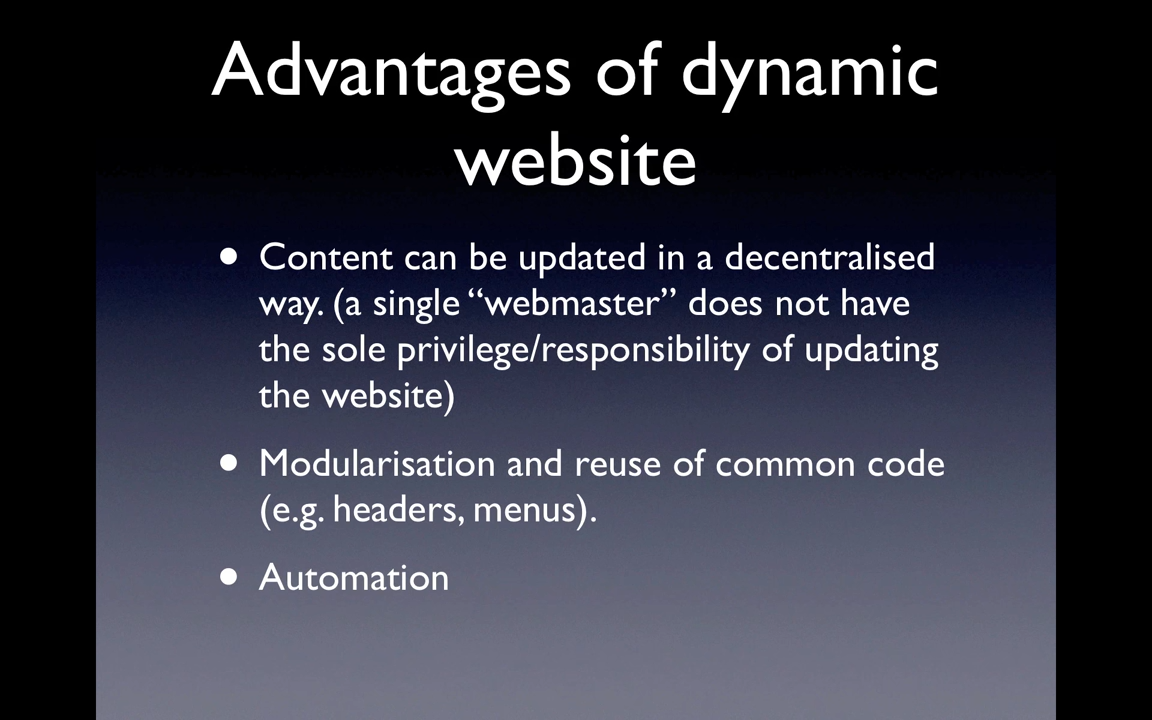 Advantages of dynamic
website
• Content can be updated in a decentralised
way. (a single “webmaster” does not have
the sole privilege/responsibility of updating
the website)
• Modularisation and reuse of common code
(e.g. headers, menus).
• Automation